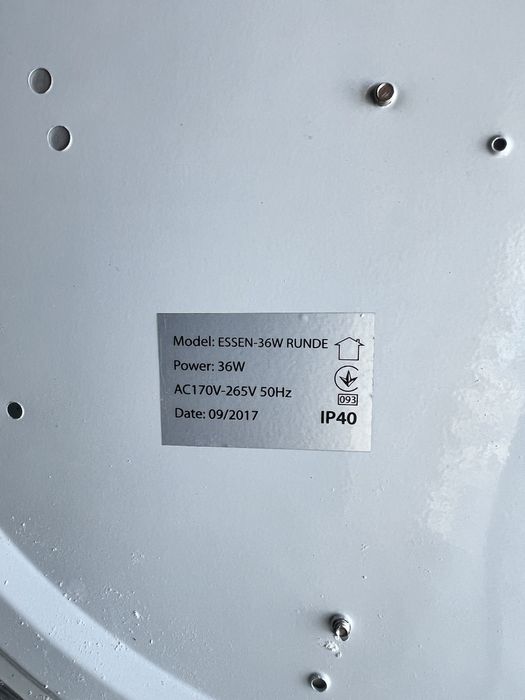 Model: ESSEN-36W RUNDE
Power: 36W
AC170V-265V 50Hz
093
Date: 09/2017
IP40